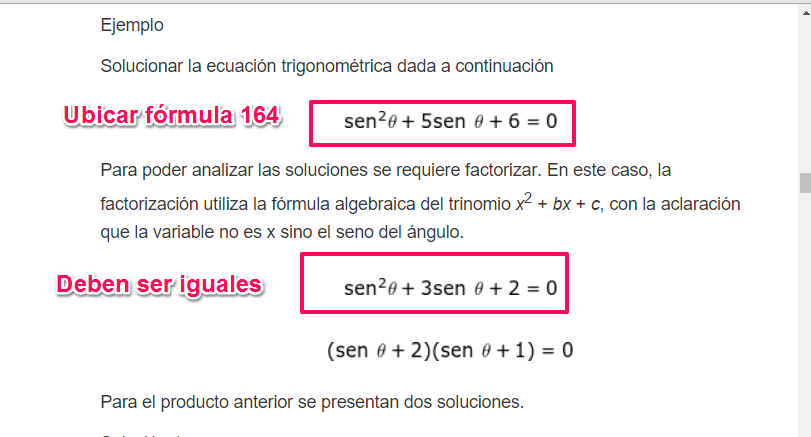 Ejemplo
Solucionar la ecuación trigonométrica dada a continuación
Ubicar fórmula 164
sen²θ + 5sen θ + 6 = 0
Para poder analizar las soluciones se requiere factorizar. En este caso, la
factorización utiliza la fórmula algebraica del trinomio x² + bx + c, con la aclaración
que la variable no es x sino el seno del ángulo.
Deben ser iguales
sen²θ + 3sen θ + 2 = 0
(sen θ + 2)(sen θ + 1) = 0
Para el producto anterior se presentan dos soluciones.